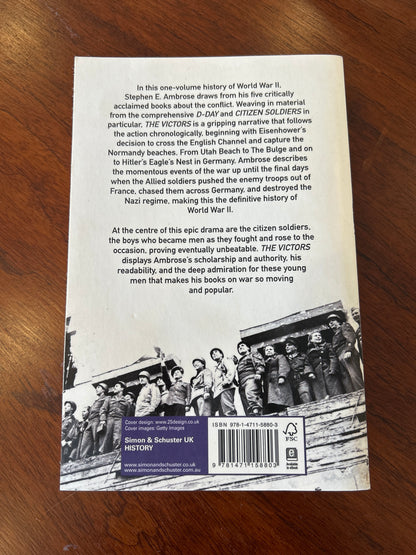 In this one-volume history of World War II,
Stephen E. Ambrose draws from his five critically
acclaimed books about the conflict. Weaving in material
from the comprehensive D-DAY and CITIZEN SOLDIERS in
particular, THE VICTORS is a gripping narrative that follows
the action chronologically, beginning with Eisenhower's
decision to cross the English Channel and capture the
Normandy beaches. From Utah Beach to The Bulge and on
to Hitler's Eagle's Nest in Germany, Ambrose describes
the momentous events of the war up until the final days
when the Allied soldiers pushed the enemy troops out of
France, chased them across Germany, and destroyed the
Nazi regime, making this the definitive history of
World War II.
At the centre of this epic drama are the citizen soldiers,
the boys who became men as they fought and rose to the
occasion, proving eventually unbeatable. THE VICTORS
displays Ambrose's scholarship and authority, his
readability, and the deep admiration for these young
men that makes his books on war so moving
and popular.
Cover design: www.25design.co.uk
Cover images: Getty Images
Simon & Schuster UK
HISTORY
www.simonandschuster.co.uk
www.simonandschuster.com.au
ISBN 978-1-4711-5880-3
9 781471 158803
FSC
e
Available
as eBook